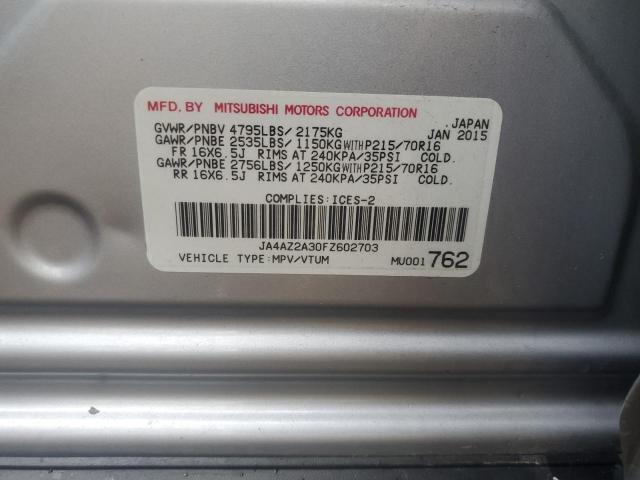 MFD. BY MITSUBISHI MOTORS CORPORATION
JAPAN
GVWR/PNBV 4795LBS/ 2175KG JAN 2015
GAWR/PNBE 2535LBS/ 1150KG WITH P215/70R16
FR 16X6.5J RIMS AT 240KPA/35PSI COLD.
GAWR/PNBE 2756LBS/ 1250KG WITH P215/70R16
RR 16X6.5J RIMS AT 240KPA/35PSI COLD.
COMPLIES:ICES-2
JA4AZ2A30FZ602703
VEHICLE TYPE:MPV/VTUM MU001 762